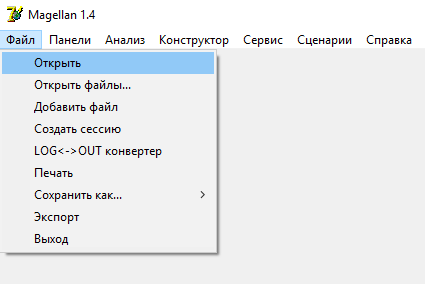 Magellan 1.4
Файл Панели Анализ Конструктор Сервис Сценарии Справка
Открыть
Открыть файлы...
Добавить файл
Создать сессию
LOG<->OUT конвертер
Печать
Сохранить как...
Экспорт
Выход